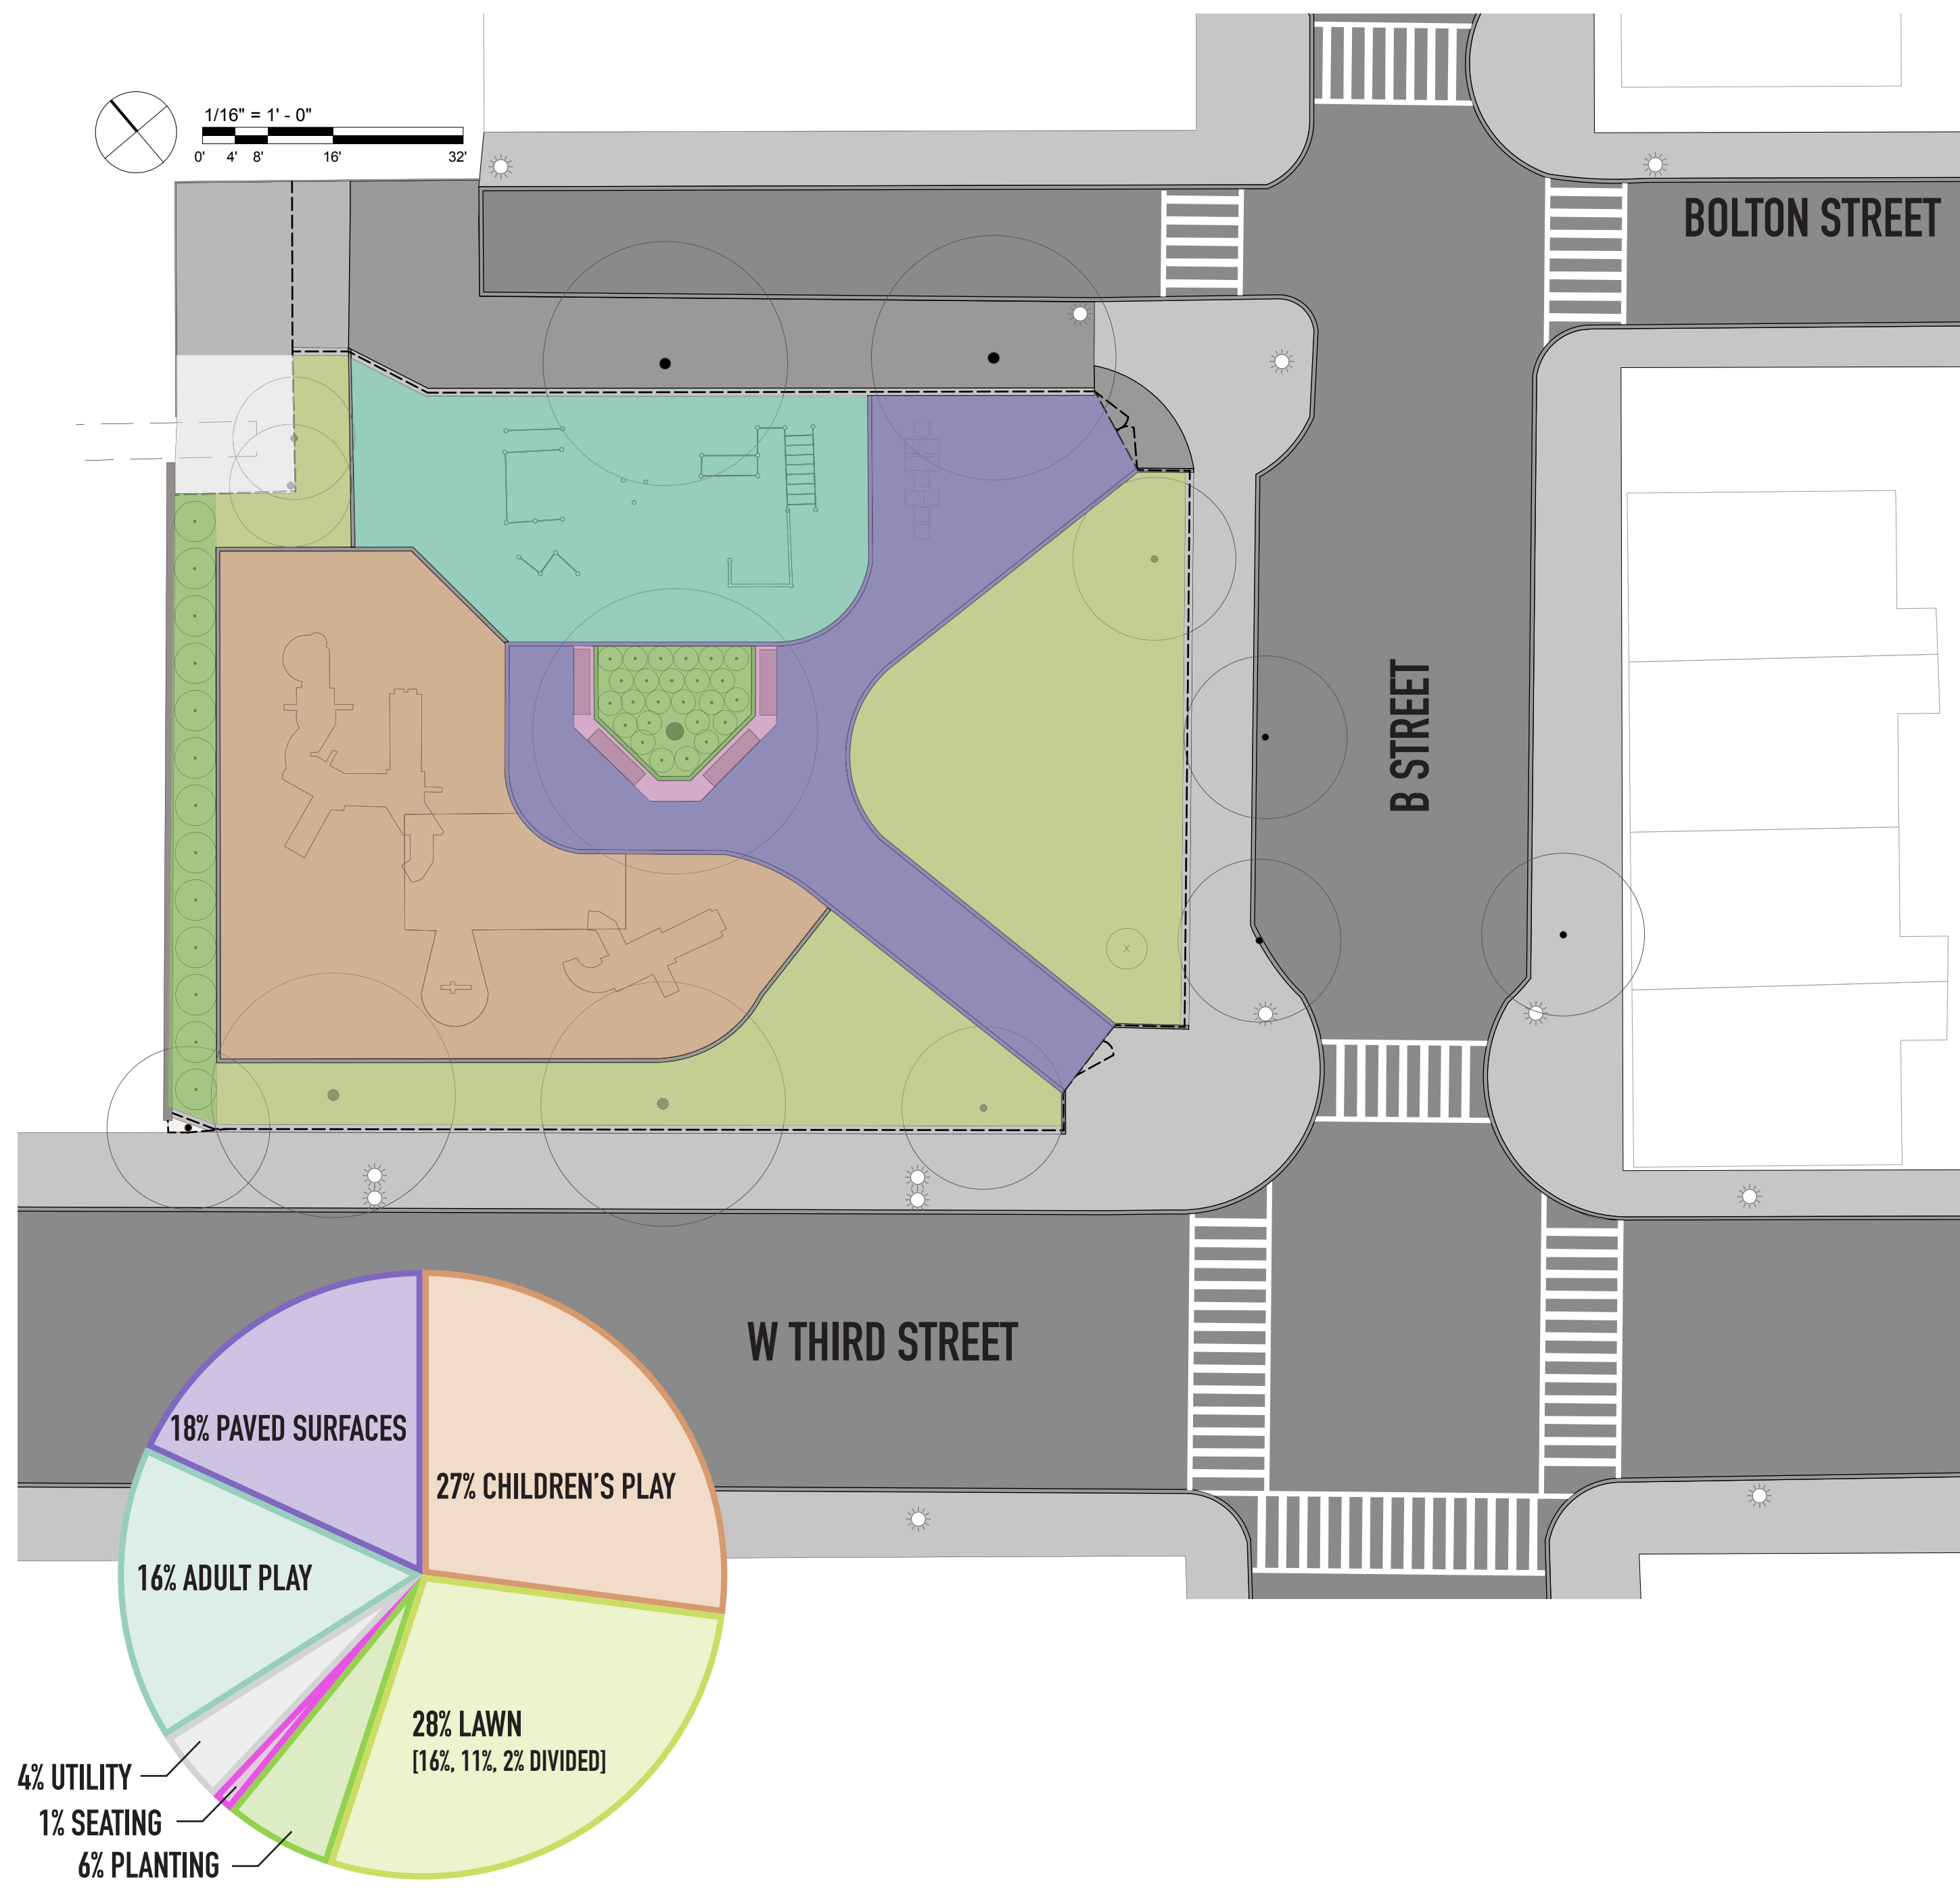 1/16" = 1' - 0"
0' 4' 8' 16' 32'
BOLTON STREET
B STREET
X
W THIRD STREET
18% PAVED SURFACES
27% CHILDREN'S PLAY
16% ADULT PLAY
28% LAWN
[16%, 11%, 2% DIVIDED]
4% UTILITY
1% SEATING
6% PLANTING